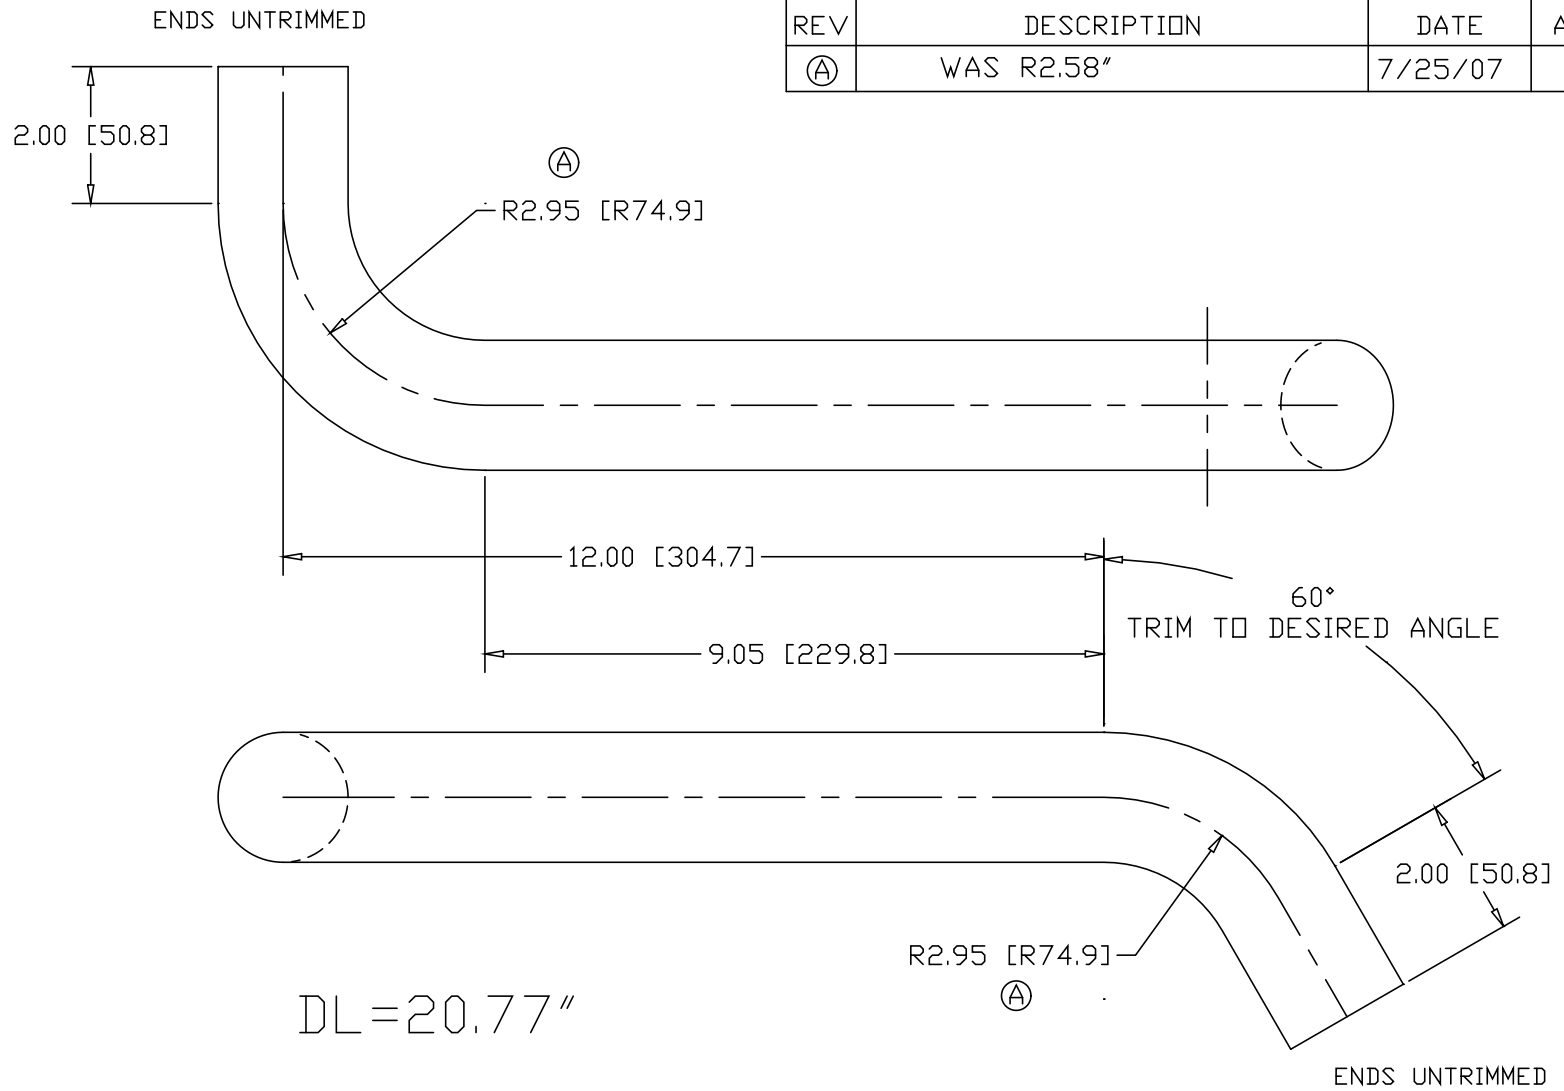 ENDS UNTRIMMED
REV DESCRIPTION DATE A
A WAS R2.58" 7/25/07
2.00 [50.8]
A
R2.95 [R74.9]
12.00 [304.7]
60°
TRIM TO DESIRED ANGLE
9.05 [229.8]
2.00 [50.8]
R2.95 [R74.9]
A
DL=20.77"
ENDS UNTRIMMED